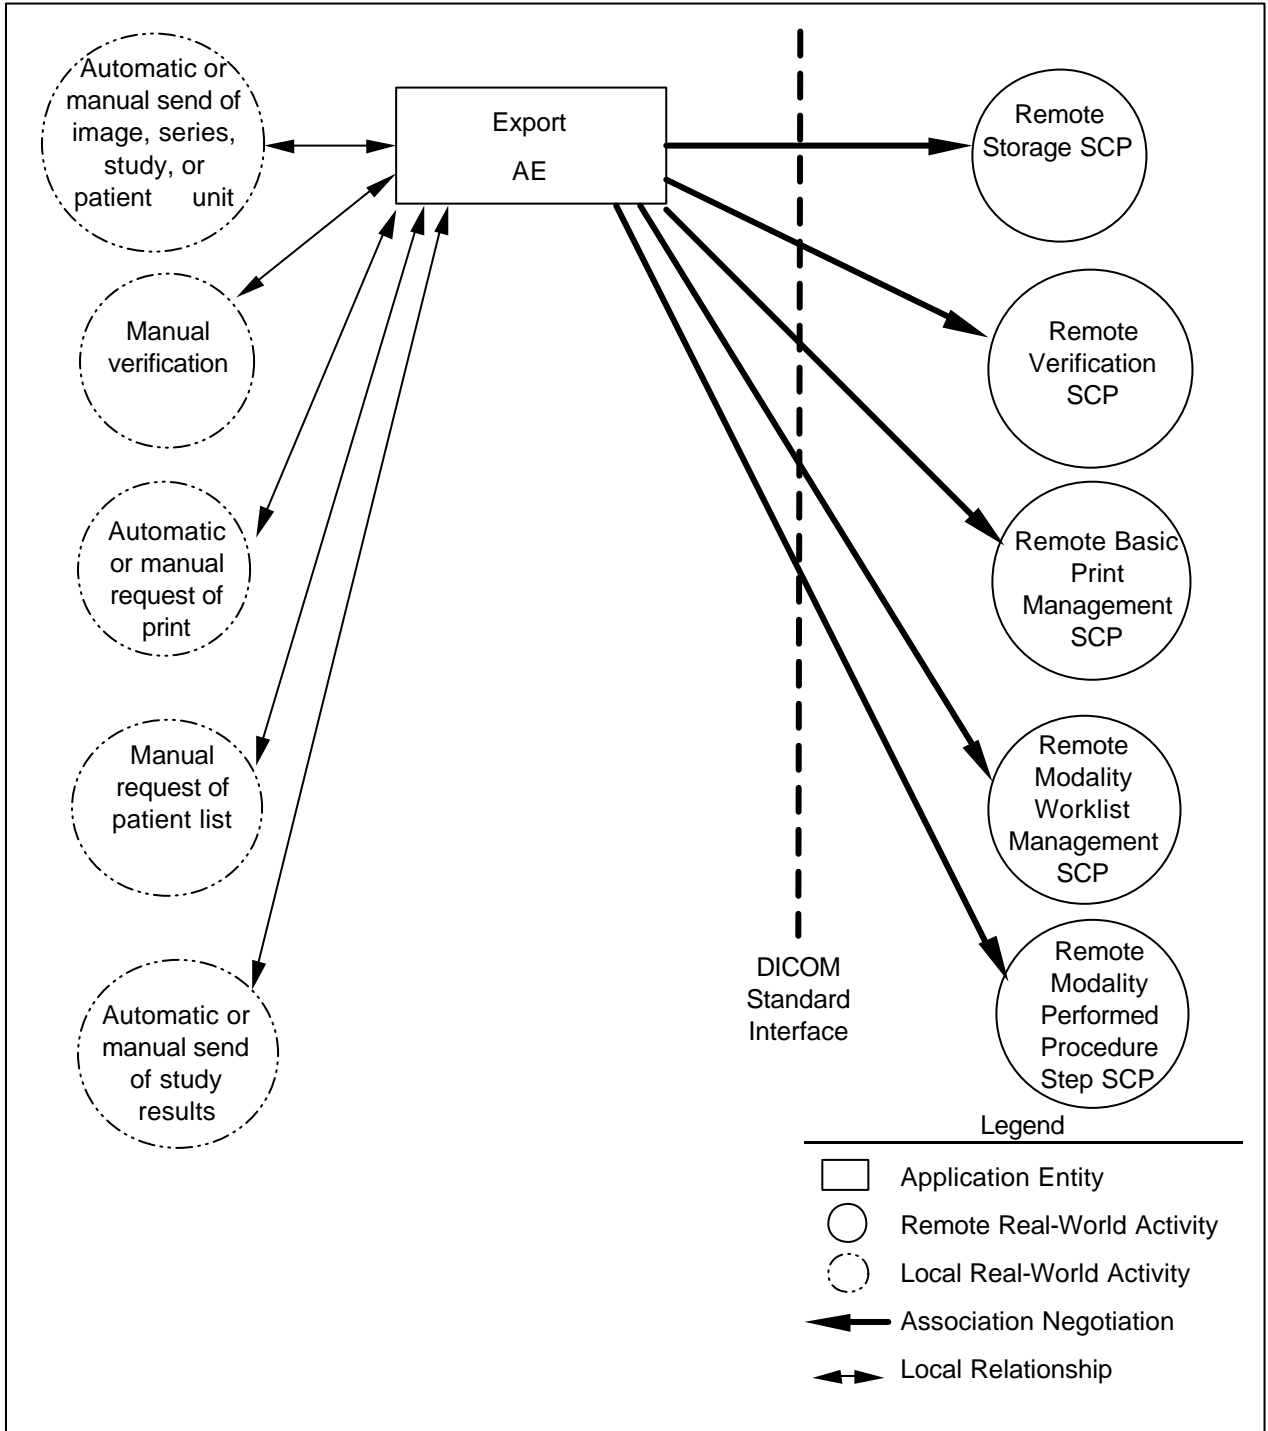 Automatic or
manual send of
image, series,
study, or
patient unit
Export
AE
Remote
Storage SCP
Manual
verification
Remote
Verification
SCP
Automatic
or manual
request of
print
Remote Basic
Print
Management
SCP
Manual
request of
patient list
Remote
Modality
Worklist
Management
SCP
Automatic or
manual send
of study
results
DICOM
Standard
Interface
Remote
Modality
Performed
Procedure
Step SCP
Legend
Application Entity
Remote Real-World Activity
Local Real-World Activity
Association Negotiation
Local Relationship